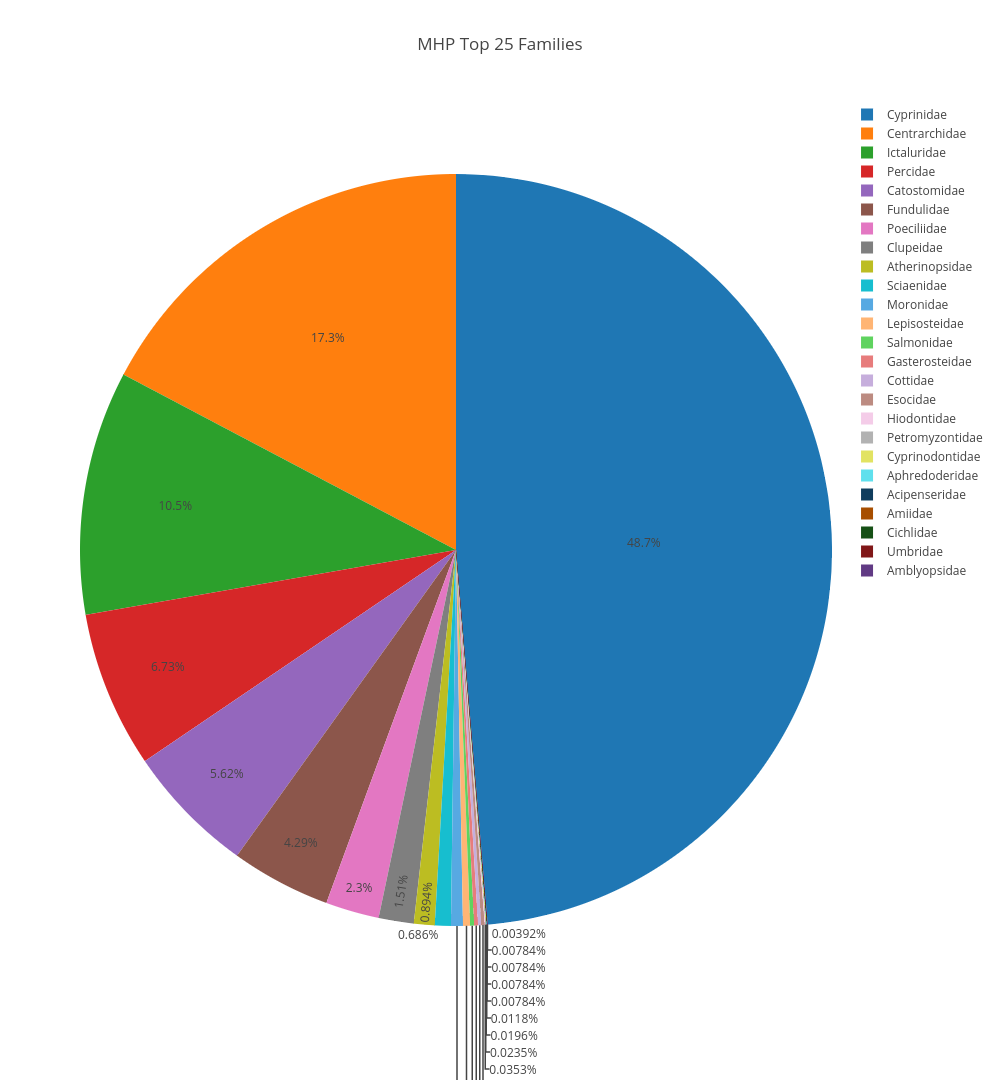 MHP Top 25 Families
Cyprinidae
Centrarchidae
Ictaluridae
Percidae
Catostomidae
Fundulidae
Poeciliidae
Clupeidae
Atherinopsidae
Sciaenidae
Moronidae
Lepisosteidae
Salmonidae
Gasterosteidae
Cottidae
Esocidae
Hiodontidae
Petromyzontidae
Cyprinodontidae
Aphredoderidae
Acipenseridae
Amiidae
Cichlidae
Umbridae
Amblyopsidae
17.3%
10.5%
48.7%
6.73%
5.62%
4.29%
2.3%
1.51%
0.894%
0.686%
0.00392%
0.00784%
0.00784%
0.00784%
0.00784%
0.0118%
0.0196%
0.0235%
0.0353%